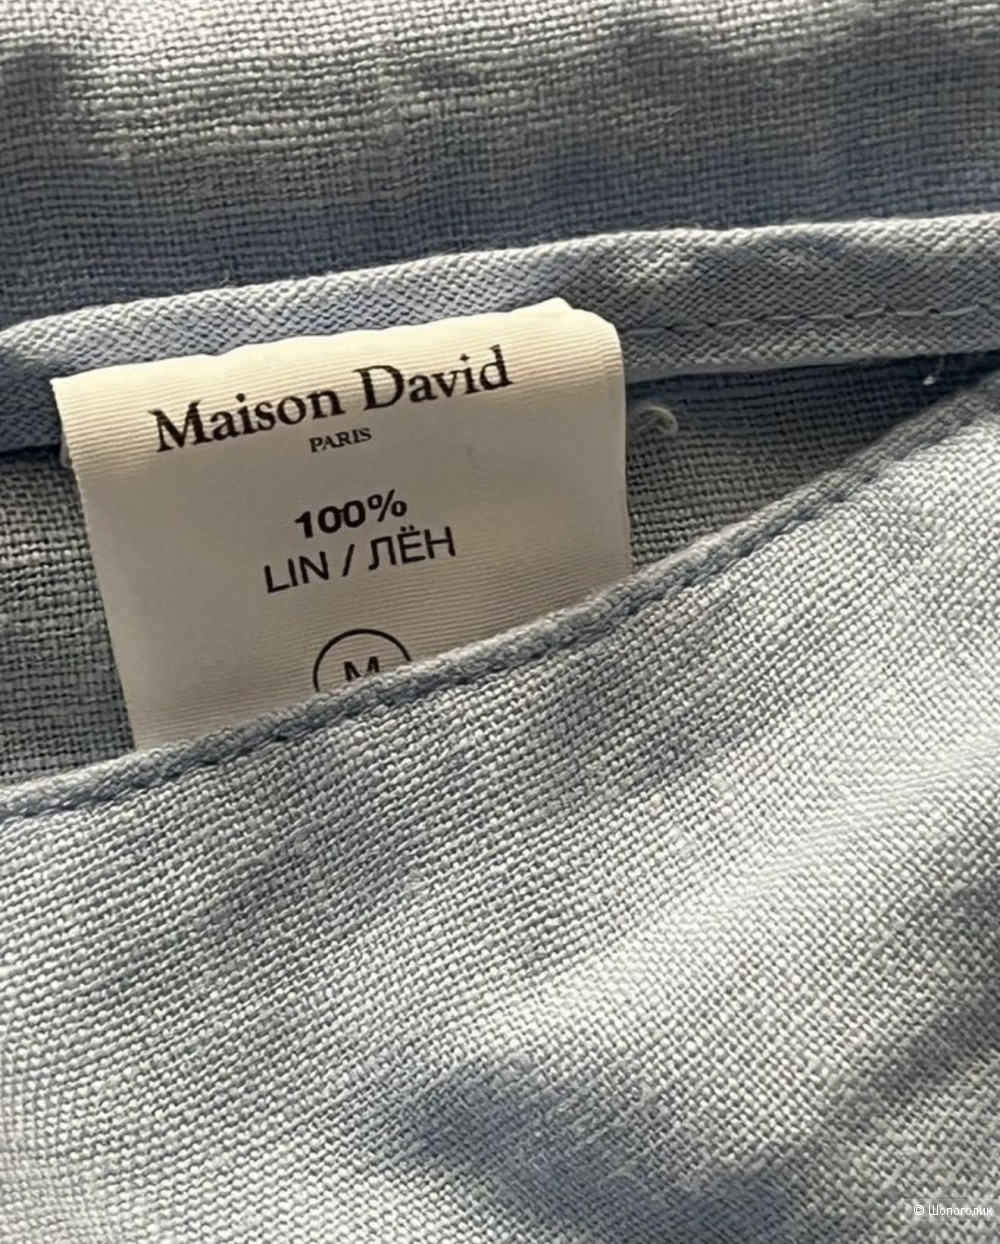 Maison David
PARIS
100%
LIN / ЛЁН
M
© Шопоголик